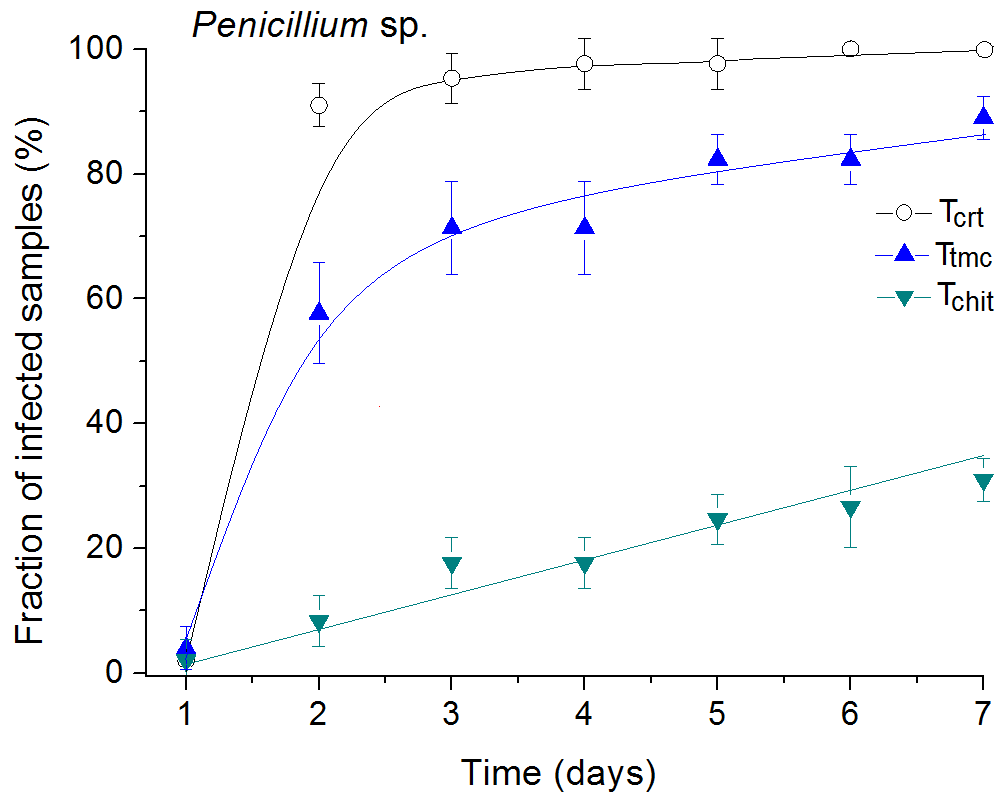 Penicillium sp.
100
80
60
40
20
0
Fraction of infected samples (%)
Tcrt
Ttmc
Tchit
1 2 3 4 5 6 7
Time (days)